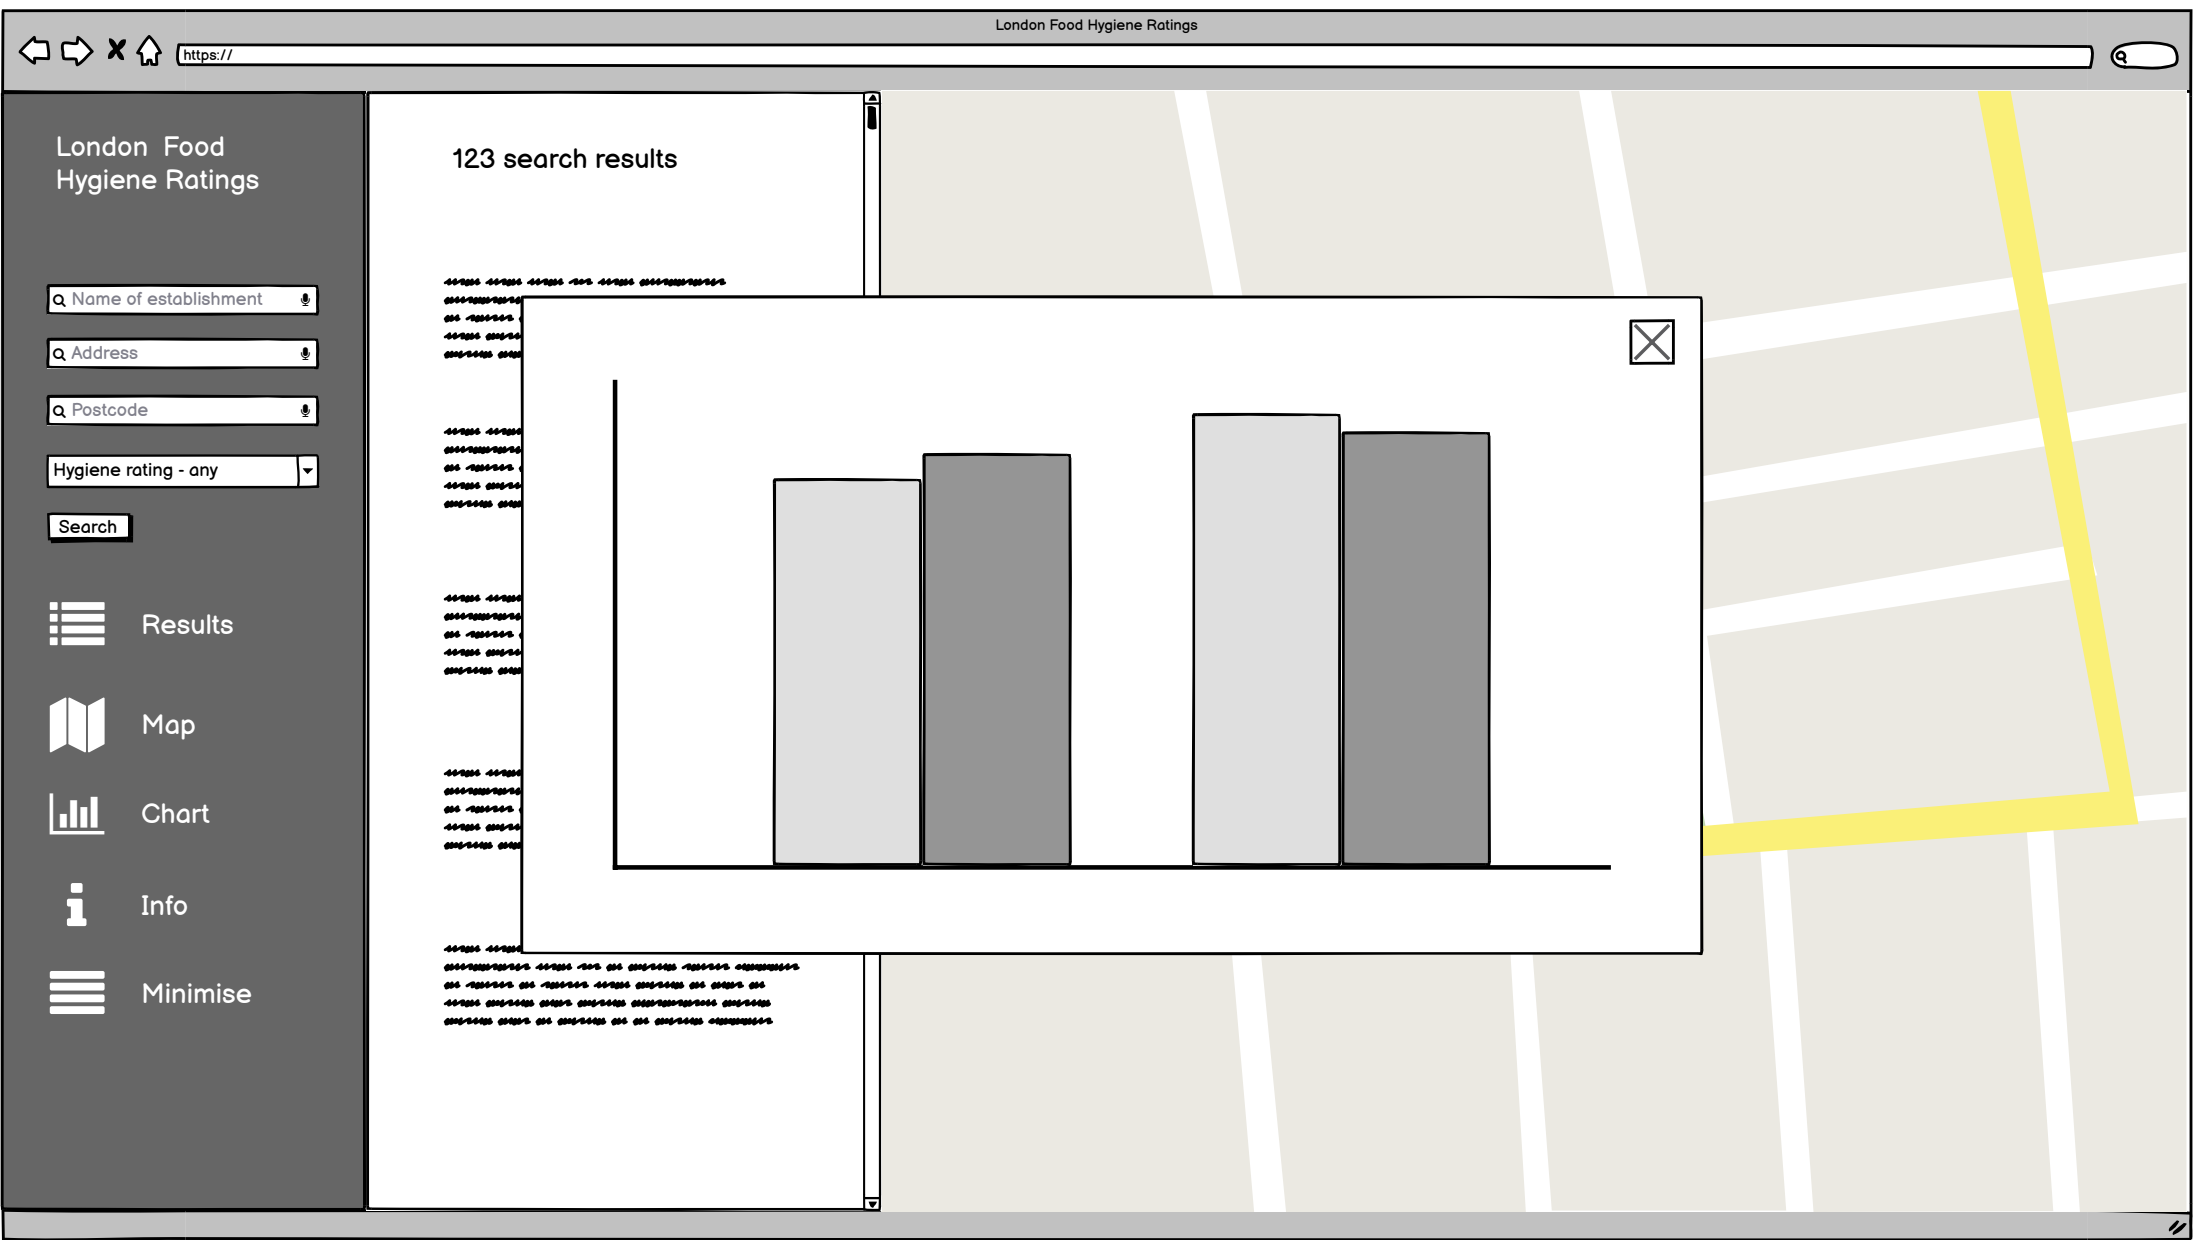 London Food Hygiene Ratings
https://
London Food
Hygiene Ratings
Name of establishment
Address
Postcode
Hygiene rating - any
Search
Results
Map
Chart
Info
Minimise
123 search results